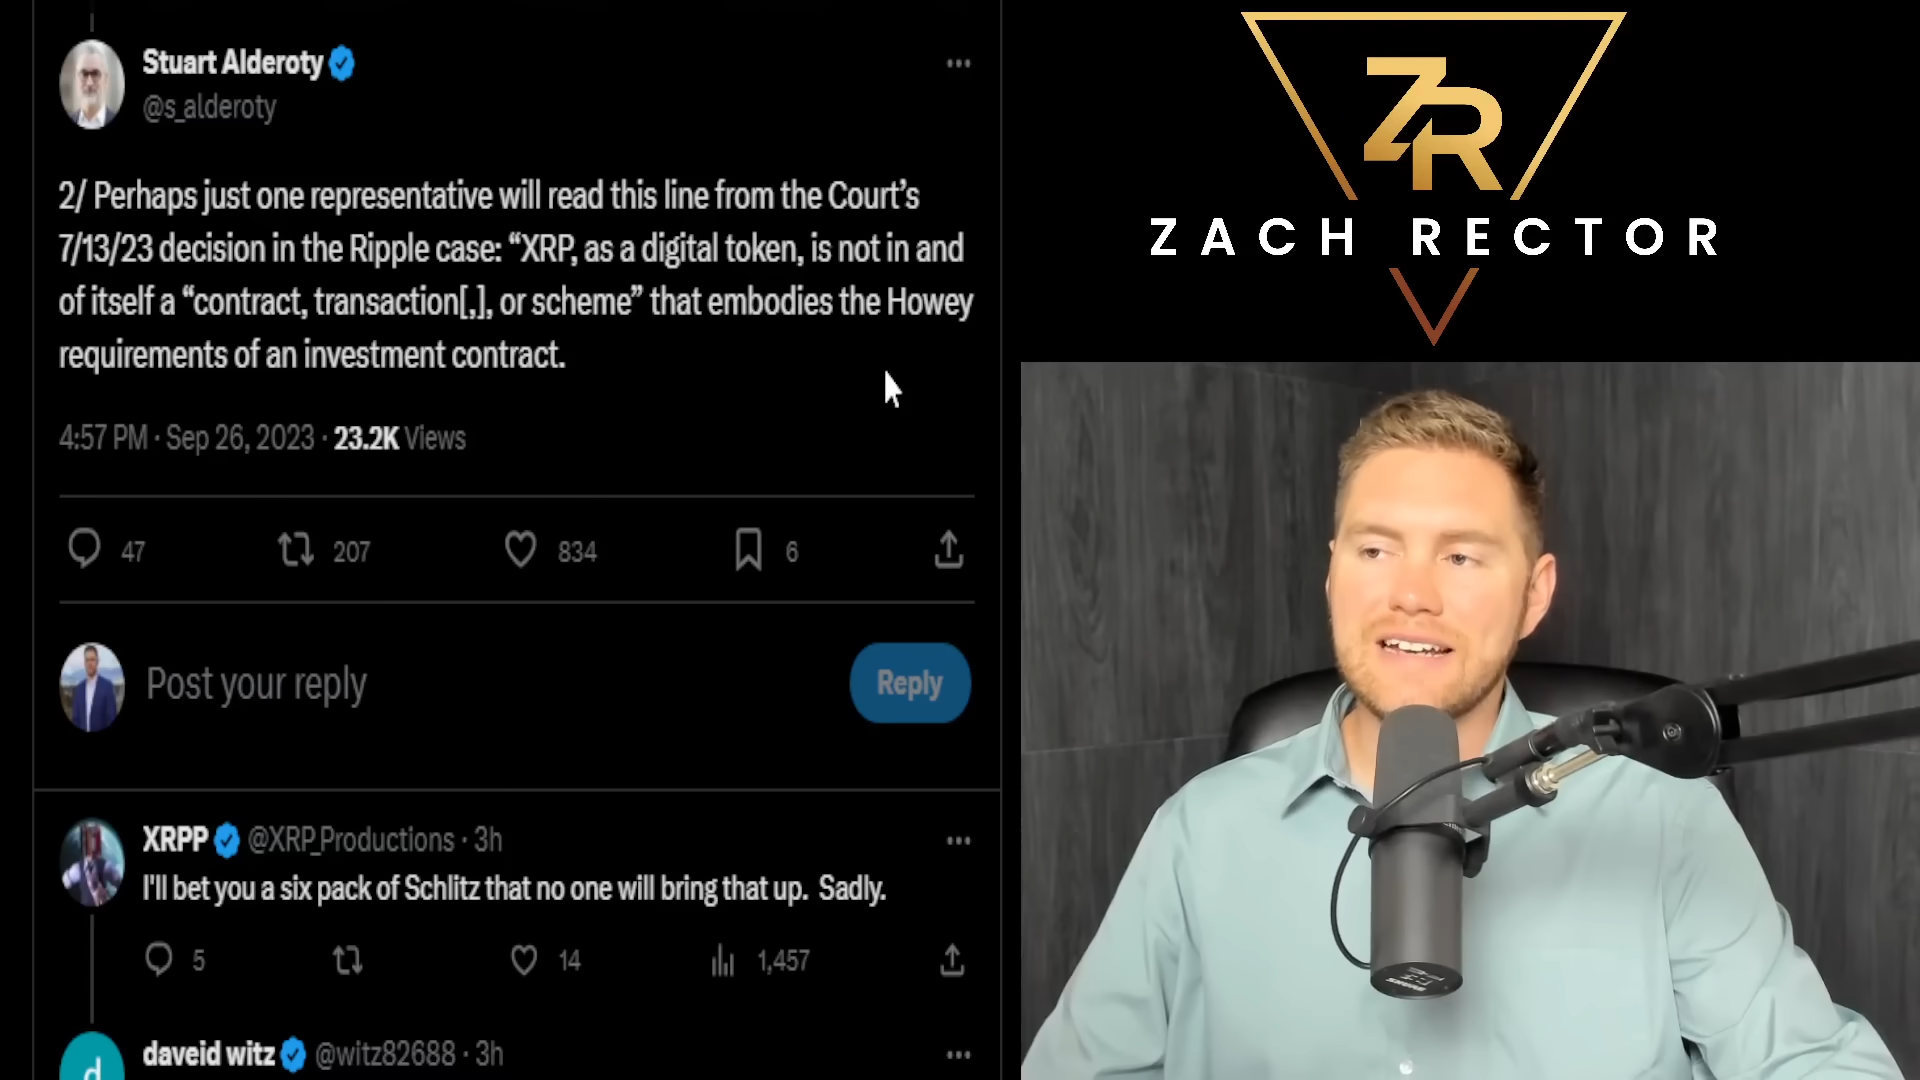 Stuart Alderoty
@s_alderoty
2/ Perhaps just one representative will read this line from the Court’s
7/13/23 decision in the Ripple case: “XRP, as a digital token, is not in and
of itself a “contract, transaction[,], or scheme” that embodies the Howey
requirements of an investment contract.
4:57 PM · Sep 26, 2023 · 23.2K Views
47 207 834 6
Post your reply
Reply
XRPP @XRP_Productions · 3h
I'll bet you a six pack of Schlitz that no one will bring that up. Sadly.
5 14 1,457
daveid witz @witz82688 · 3h
d
ZR
ZACH RECTOR